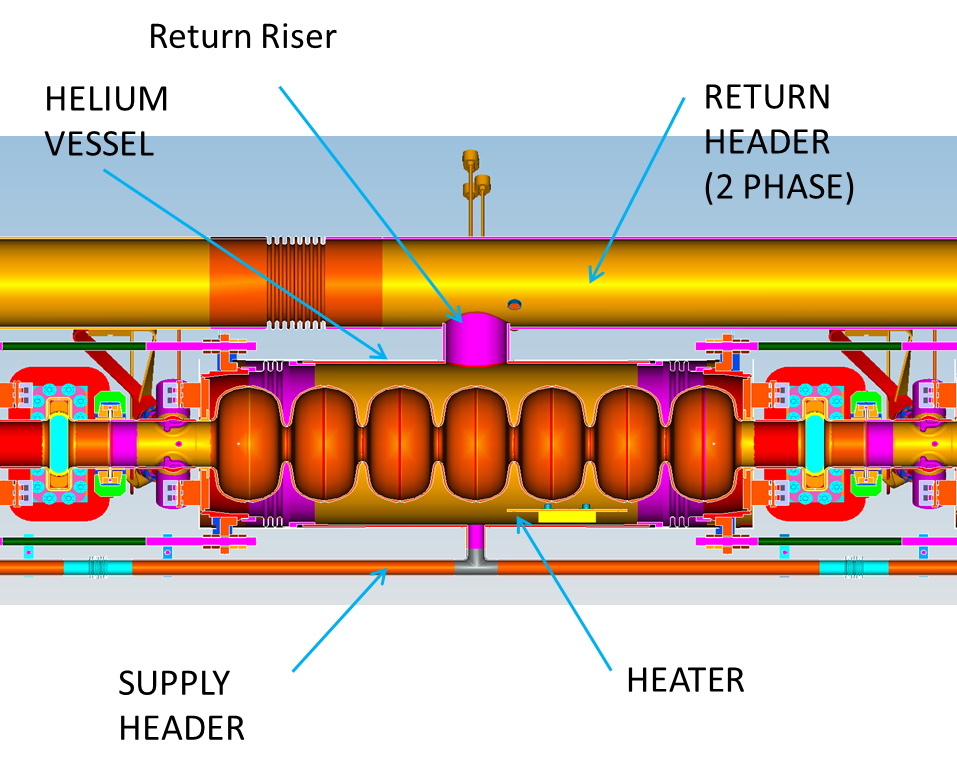 Return Riser
HELIUM
VESSEL
RETURN
HEADER
(2 PHASE)
SUPPLY
HEADER
HEATER